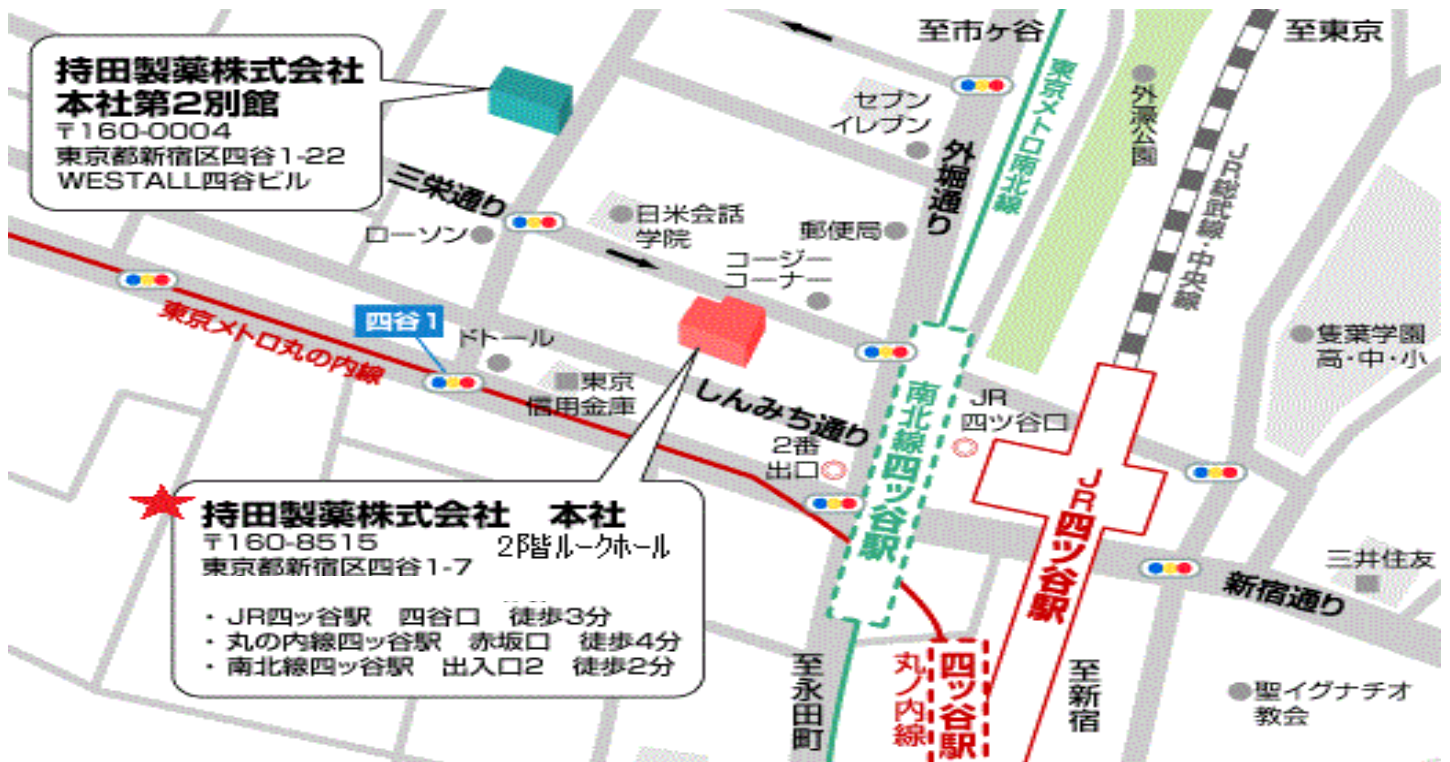 持田製薬株式会社
本社第2別館
〒160-0004
東京都新宿区四谷1-22
WESTALL四谷ビル
至市ヶ谷
至東京
東京メトロ南北線
外濠公園
JR総武線・中央線
セブン
イレブン
外堀通り
三栄通り
ローソン
日米会話
学院
郵便局
コージー
コーナー
隻葉学園
高・中・小
東京メトロ丸の内線
四谷1
ドトール
東京
信用金庫
しんみち通り
2番
出口
南北線四ツ谷駅
JR
四ツ谷口
JR四ツ谷駅
三井住友
新宿通り
持田製薬株式会社 本社
〒160-8515
2階ルークホール
東京都新宿区四谷1-7
・JR四ッ谷駅 四谷口 徒歩3分
・丸の内線四ッ谷駅 赤坂口 徒歩4分
・南北線四ッ谷駅 出入口2 徒歩2分
至永田町
丸ノ内線
四ッ谷駅
至新宿
聖イグナチオ
教会